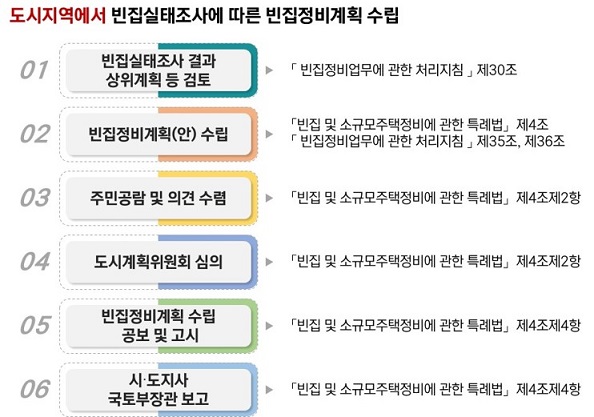 도시지역에서 빈집실태조사에 따른 빈집정비계획 수립
01
빈집실태조사 결과
상위계획 등 검토
▶ 「 빈집정비업무에 관한 처리지침 」 제30조
02
빈집정비계획(안) 수립
▶ 「빈집 및 소규모주택정비에 관한 특례법」 제4조
「 빈집정비업무에 관한 처리지침 」 제35조, 제36조
03
주민공람 및 의견 수렴
▶ 「빈집 및 소규모주택정비에 관한 특례법」 제4조제2항
04
도시계획위원회 심의
▶ 「빈집 및 소규모주택정비에 관한 특례법」 제4조제2항
05
빈집정비계획 수립
공보 및 고시
▶ 「빈집 및 소규모주택정비에 관한 특례법」 제4조제4항
06
시·도지사
국토부장관 보고
▶ 「빈집 및 소규모주택정비에 관한 특례법」 제4조제4항